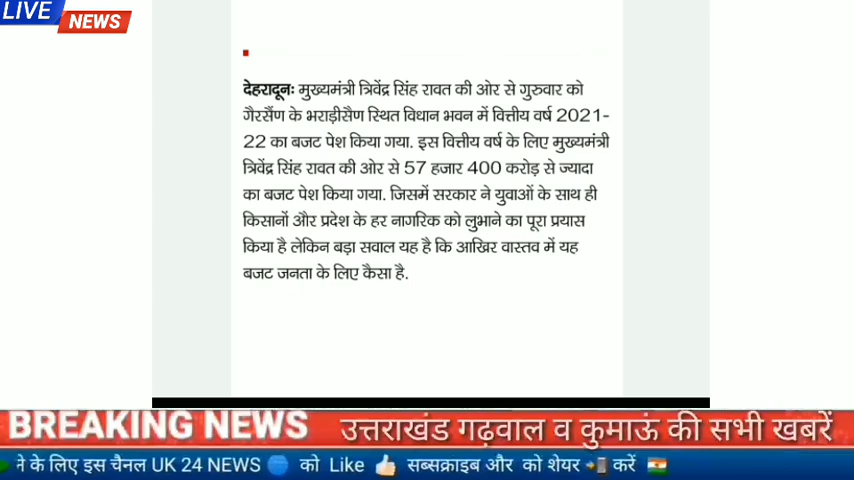 LIVE
NEWS
देहरादूनः मुख्यमंत्री त्रिवेंद्र सिंह रावत की ओर से गुरुवार को
गैरसैंण के भराड़ीसैण स्थित विधान भवन में वित्तीय वर्ष 2021-
22 का बजट पेश किया गया. इस वित्तीय वर्ष के लिए मुख्यमंत्री
त्रिवेंद्र सिंह रावत की ओर से 57 हजार 400 करोड़ से ज्यादा
का बजट पेश किया गया. जिसमें सरकार ने युवाओं के साथ ही
किसानों और प्रदेश के हर नागरिक को लुभाने का पूरा प्रयास
किया है लेकिन बड़ा सवाल यह है कि आखिर वास्तव में यह
बजट जनता के लिए कैसा है.
BREAKING NEWS उत्तराखंड गढ़वाल व कुमाऊं की सभी खबरें
के लिए इस चैनल UK 24 NEWS को Like सब्सक्राइब और को शेयर करें